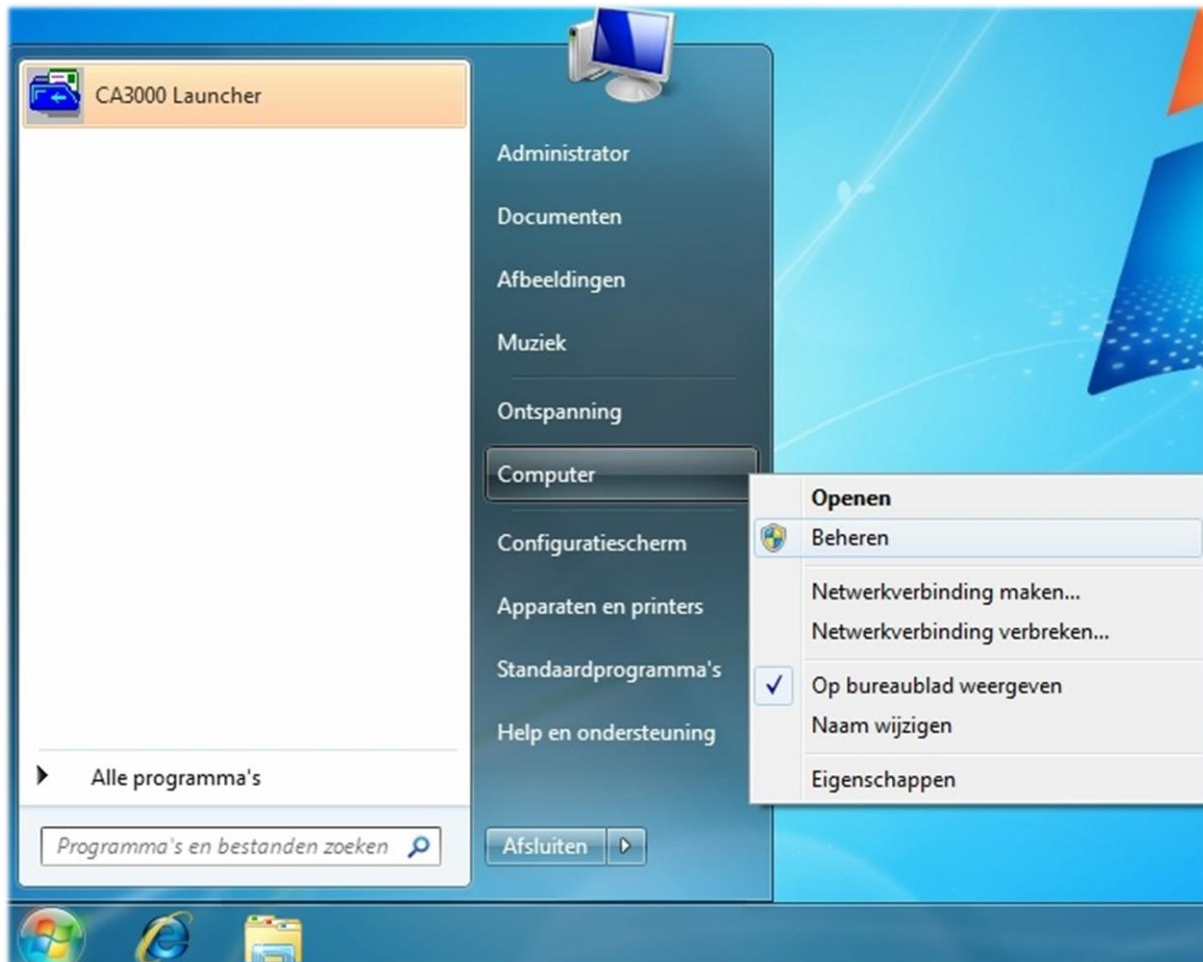 CA3000 Launcher
Alle programma's
Programma's en bestanden zoeken
Administrator
Documenten
Afbeeldingen
Muziek
Ontspanning
Computer
Configuratiescherm
Apparaten en printers
Standaardprogramma's
Help en ondersteuning
Afsluiten
Openen
Beheren
Netwerkverbinding maken...
Netwerkverbinding verbreken...
Op bureaublad weergeven
Naam wijzigen
Eigenschappen